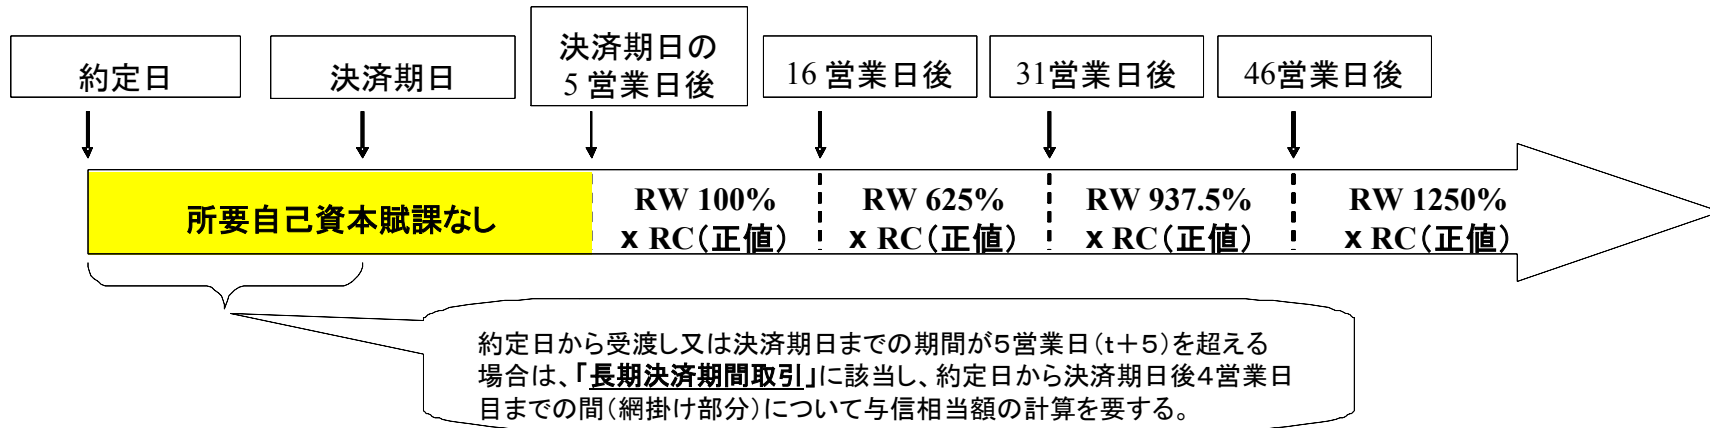 約定日
決済期日
決済期日の
5 営業日後
16 営業日後
31営業日後
46営業日後
所要自己資本賦課なし
RW 100%
x RC(正値)
RW 625%
x RC(正値)
RW 937.5%
x RC(正値)
RW 1250%
x RC(正値)
約定日から受渡し又は決済期日までの期間が5営業日(t+5)を超える
場合は、「長期決済期間取引」に該当し、約定日から決済期日後4営業日
目までの間(網掛け部分)について与信相当額の計算を要する。